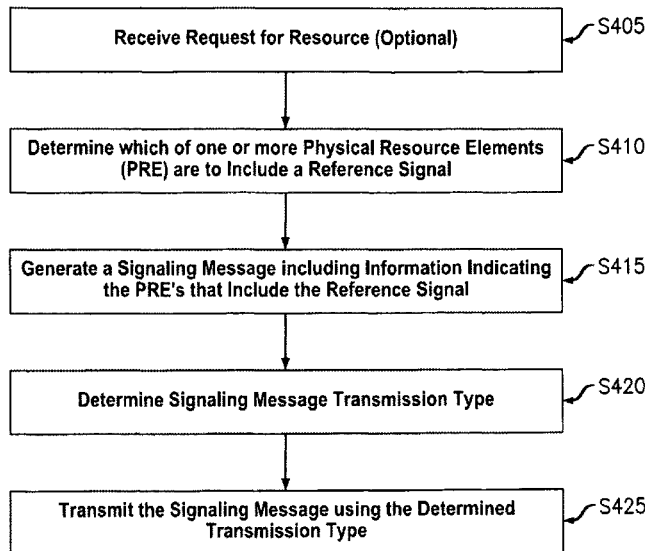 Receive Request for Resource (Optional)
S405
Determine which of one or more Physical Resource Elements
(PRE) are to Include a Reference Signal
S410
Generate a Signaling Message including Information Indicating
the PRE's that Include the Reference Signal
S415
Determine Signaling Message Transmission Type
S420
Transmit the Signaling Message using the Determined
Transmission Type
S425